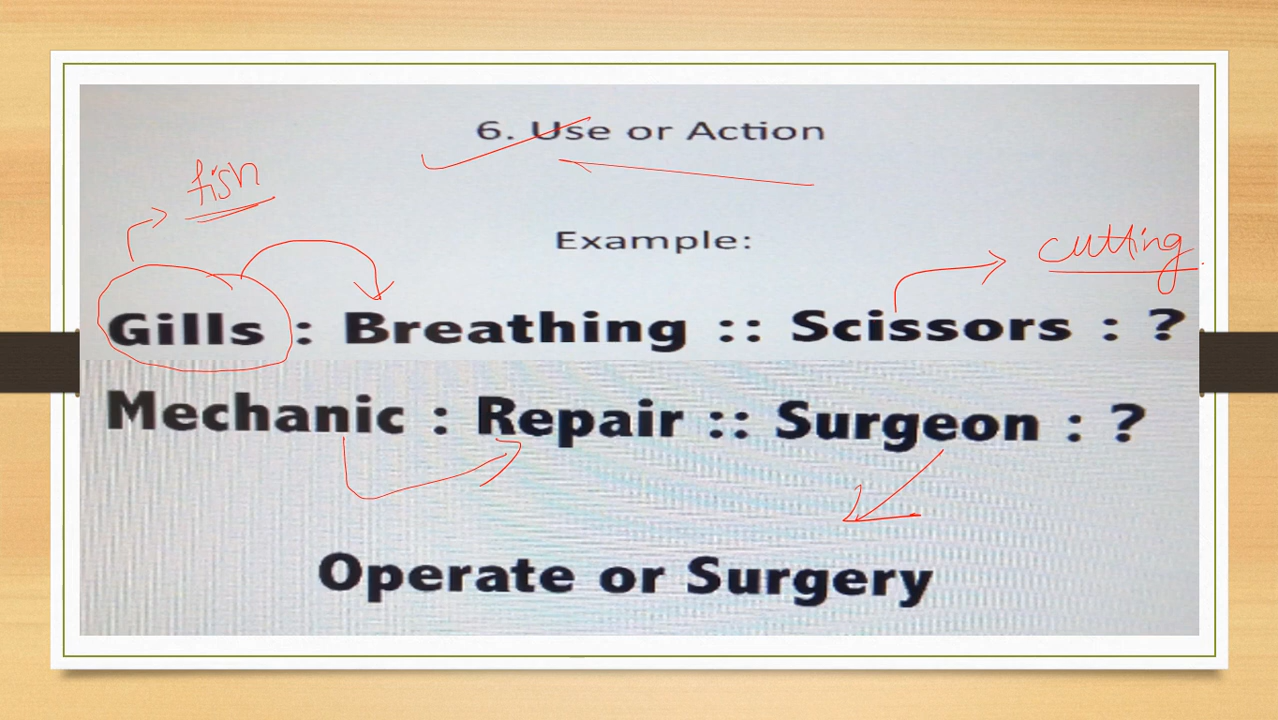 6. Use or Action
fish
Example:
cutting
Gills : Breathing :: Scissors : ?
Mechanic : Repair :: Surgeon : ?
Operate or Surgery